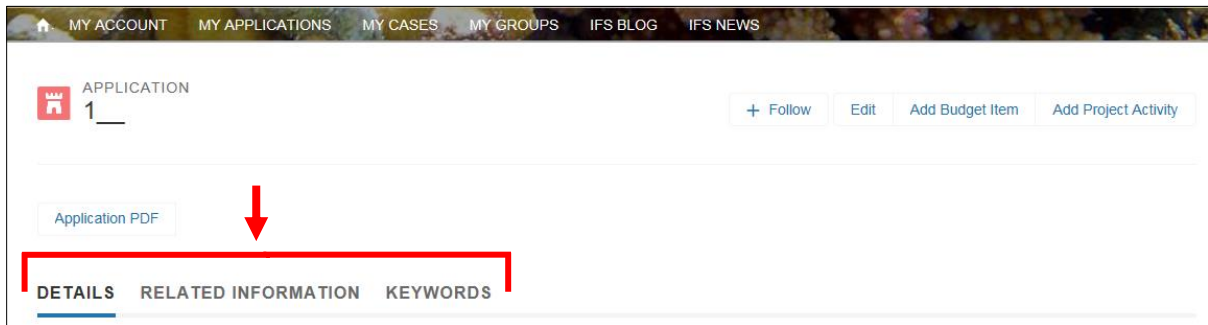 MY ACCOUNT MY APPLICATIONS MY CASES MY GROUPS IFS BLOG IFS NEWS
APPLICATION
1__
+ Follow Edit Add Budget Item Add Project Activity
Application PDF
DETAILS RELATED INFORMATION KEYWORDS